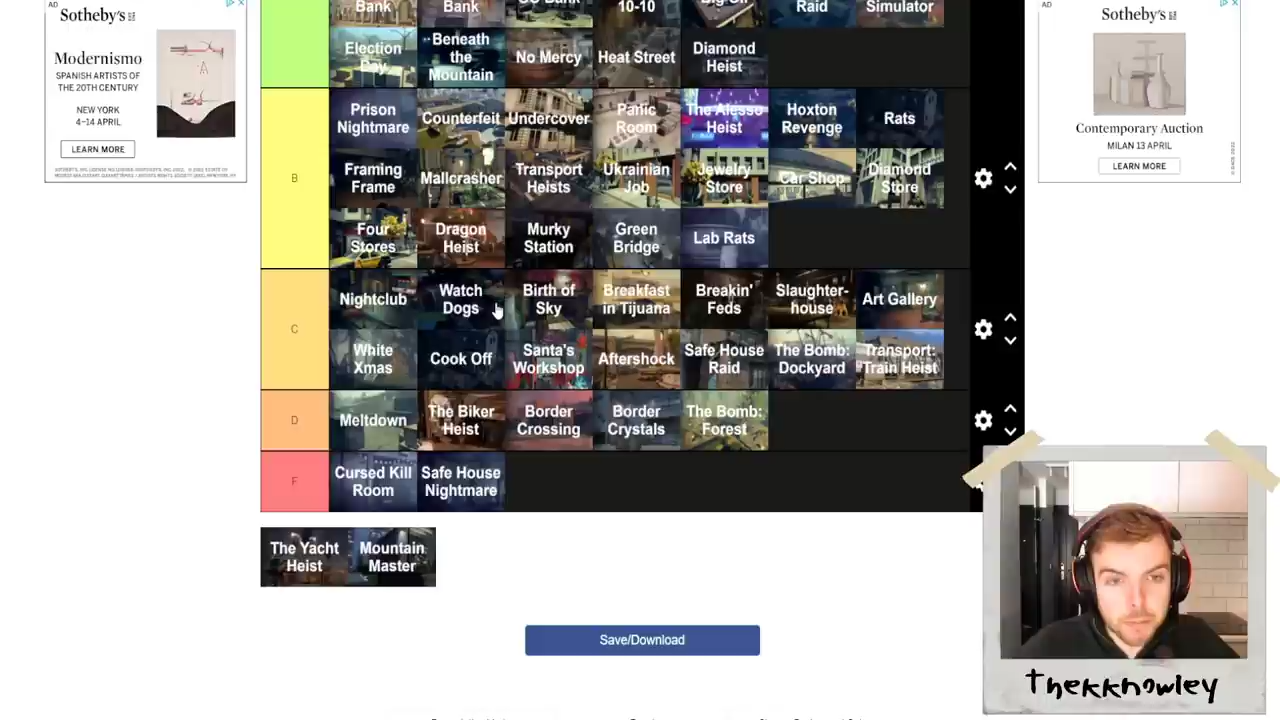 AD
Sotheby's
Modernismo
SPANISH ARTISTS OF
THE 20TH CENTURY
NEW YORK
4–14 APRIL
LEARN MORE
Bank
Bank
GO Bank
10-10
Big Oil
Raid
Simulator
Election
Day
Beneath
the
Mountain
No Mercy
Heat Street
Diamond
Heist
B
Prison
Nightmare
Counterfeit
Undercover
Panic
Room
The Alesso
Heist
Hoxton
Revenge
Rats
Framing
Frame
Mallcrasher
Transport
Heists
Ukrainian
Job
Jewelry
Store
Car Shop
Diamond
Store
Four
Stores
Dragon
Heist
Murky
Station
Green
Bridge
Lab Rats
C
Nightclub
Watch
Dogs
Birth of
Sky
Breakfast
in Tijuana
Breakin'
Feds
Slaughter-
house
Art Gallery
White
Xmas
Cook Off
Santa's
Workshop
Aftershock
Safe House
Raid
The Bomb:
Dockyard
Transport:
Train Heist
D
Meltdown
The Biker
Heist
Border
Crossing
Border
Crystals
The Bomb:
Forest
F
Cursed Kill
Room
Safe House
Nightmare
The Yacht
Heist
Mountain
Master
Save/Download
AD
Sotheby's
Contemporary Auction
MILAN 13 APRIL
LEARN MORE
Thekknowley